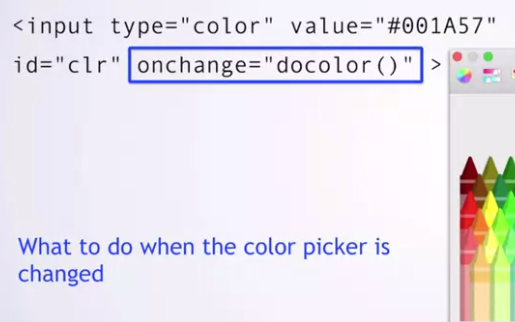 <input type="color" value="#001A57"
id="clr" onchange="docolor()" >
What to do when the color picker is
changed